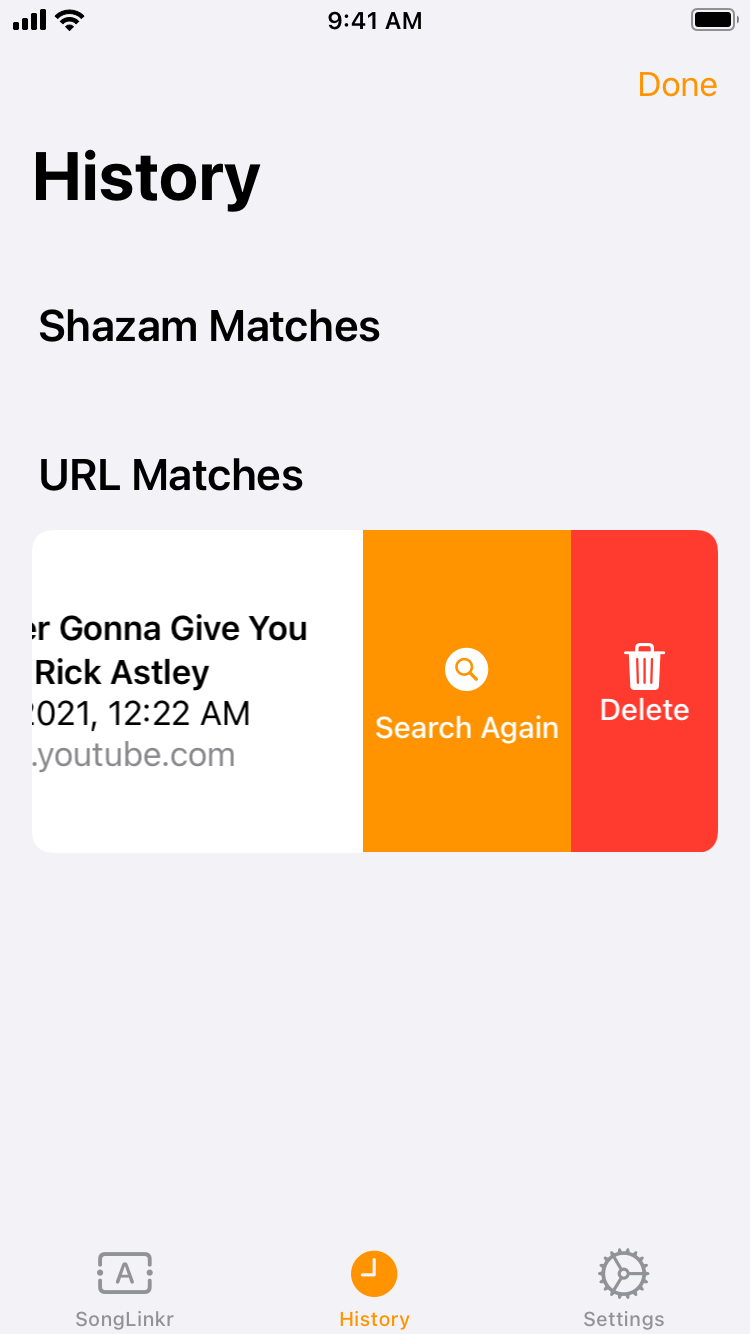 9:41 AM
Done
History
Shazam Matches
URL Matches
er Gonna Give You
Rick Astley
2021, 12:22 AM
.youtube.com
Search Again
Delete
SongLinkr
History
Settings